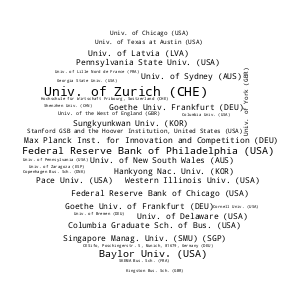 Univ. of Chicago (USA)
Univ. of Texas at Austin (USA)
Univ. of Latvia (LVA)
Pennsylvania State Univ. (USA)
Univ. of Lille Nord de France (FRA)
Univ. of Sydney (AUS)
Georgia State Univ. (USA)
Univ. of Zurich (CHE)
Hochschule für Wirtschaft Fribourg, Switzerland (CHE)
Shenzhen Univ. (CHN)
Goethe Univ. Frankfurt (DEU)
Univ. of York (GBR)
Univ. of the West of England (GBR)
Columbia Univ. (USA)
Sungkyunkwan Univ. (KOR)
Stanford GSB and the Hoover Institution, United States (USA)
Max Planck Inst. for Innovation and Competition (DEU)
Federal Reserve Bank of Philadelphia (USA)
Univ. of Pennsylvania (USA)
Univ. of New South Wales (AUS)
Univ. of Zaragoza (ESP)
Copenhagen Bus. Sch. (DNK)
Hankyong Nac. Univ. (KOR)
Pace Univ. (USA)
Western Illinois Univ. (USA)
Federal Reserve Bank of Chicago (USA)
Goethe Univ. of Frankfurt (DEU)
Cornell Univ. (USA)
Univ. of Bremen (DEU)
Univ. of Delaware (USA)
Columbia Graduate Sch. of Bus. (USA)
Singapore Manag. Univ. (SMU) (SGP)
CESifo, Poschingerstr. 5, Munich, 81679, Germany (DEU)
Baylor Univ. (USA)
Kingston Bus. Sch. (GBR)